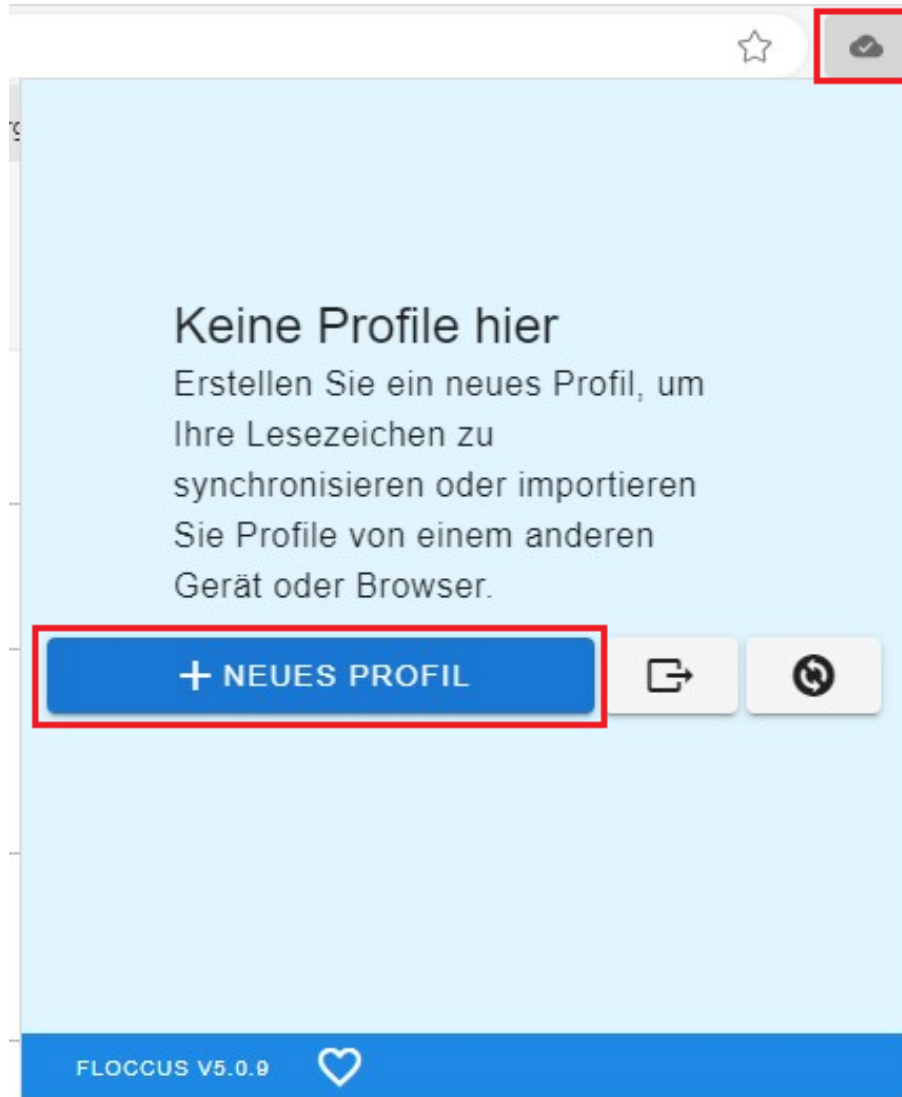 Keine Profile hier
Erstellen Sie ein neues Profil, um
Ihre Lesezeichen zu
synchronisieren oder importieren
Sie Profile von einem anderen
Gerät oder Browser.
+ NEUES PROFIL
FLOCCUS V5.0.9